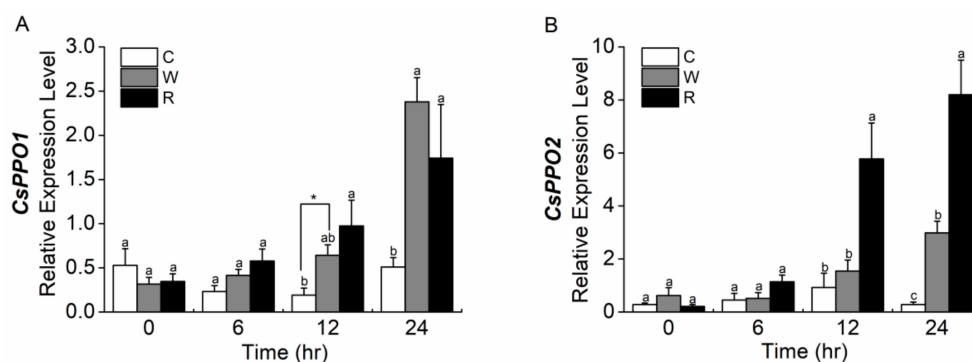 A
CsPPO1
Relative Expression Level
3.0
2.5
2.0
1.5
1.0
0.5
0.0
C
W
R
a
a
a
a
a
a
*
b
ab
a
b
a
a
0
6
12
24
Time (hr)
B
CsPPO2
Relative Expression Level
10
8
6
4
2
0
C
W
R
a
a
a
a
a
a
b
b
a
c
b
a
0
6
12
24
Time (hr)